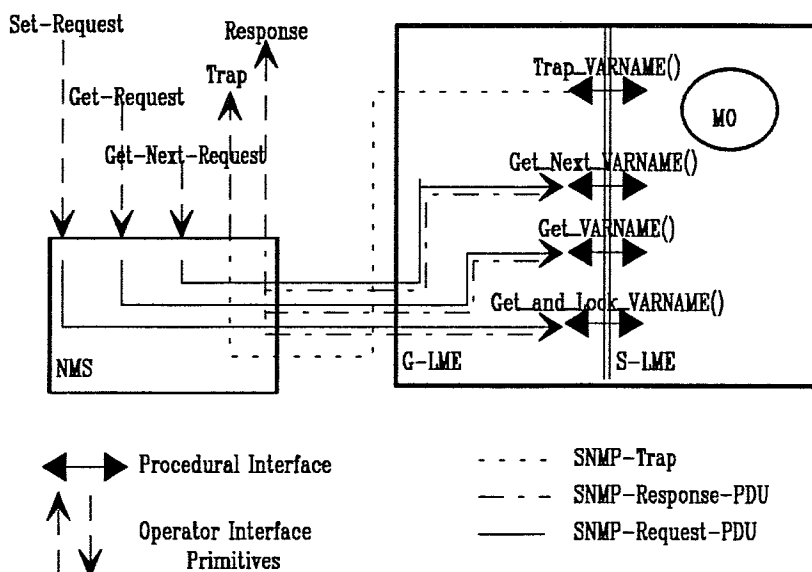 Set-Request
Response
Trap
Get-Request
Get-Next-Request
Trap_VARNAME()
MO
Get_Next_VARNAME()
Get_VARNAME()
Get_and_Lock_VARNAME()
NMS
G-LME
S-LME
Procedural Interface
Operator Interface
Primitives
SNMP-Trap
SNMP-Response-PDU
SNMP-Request-PDU